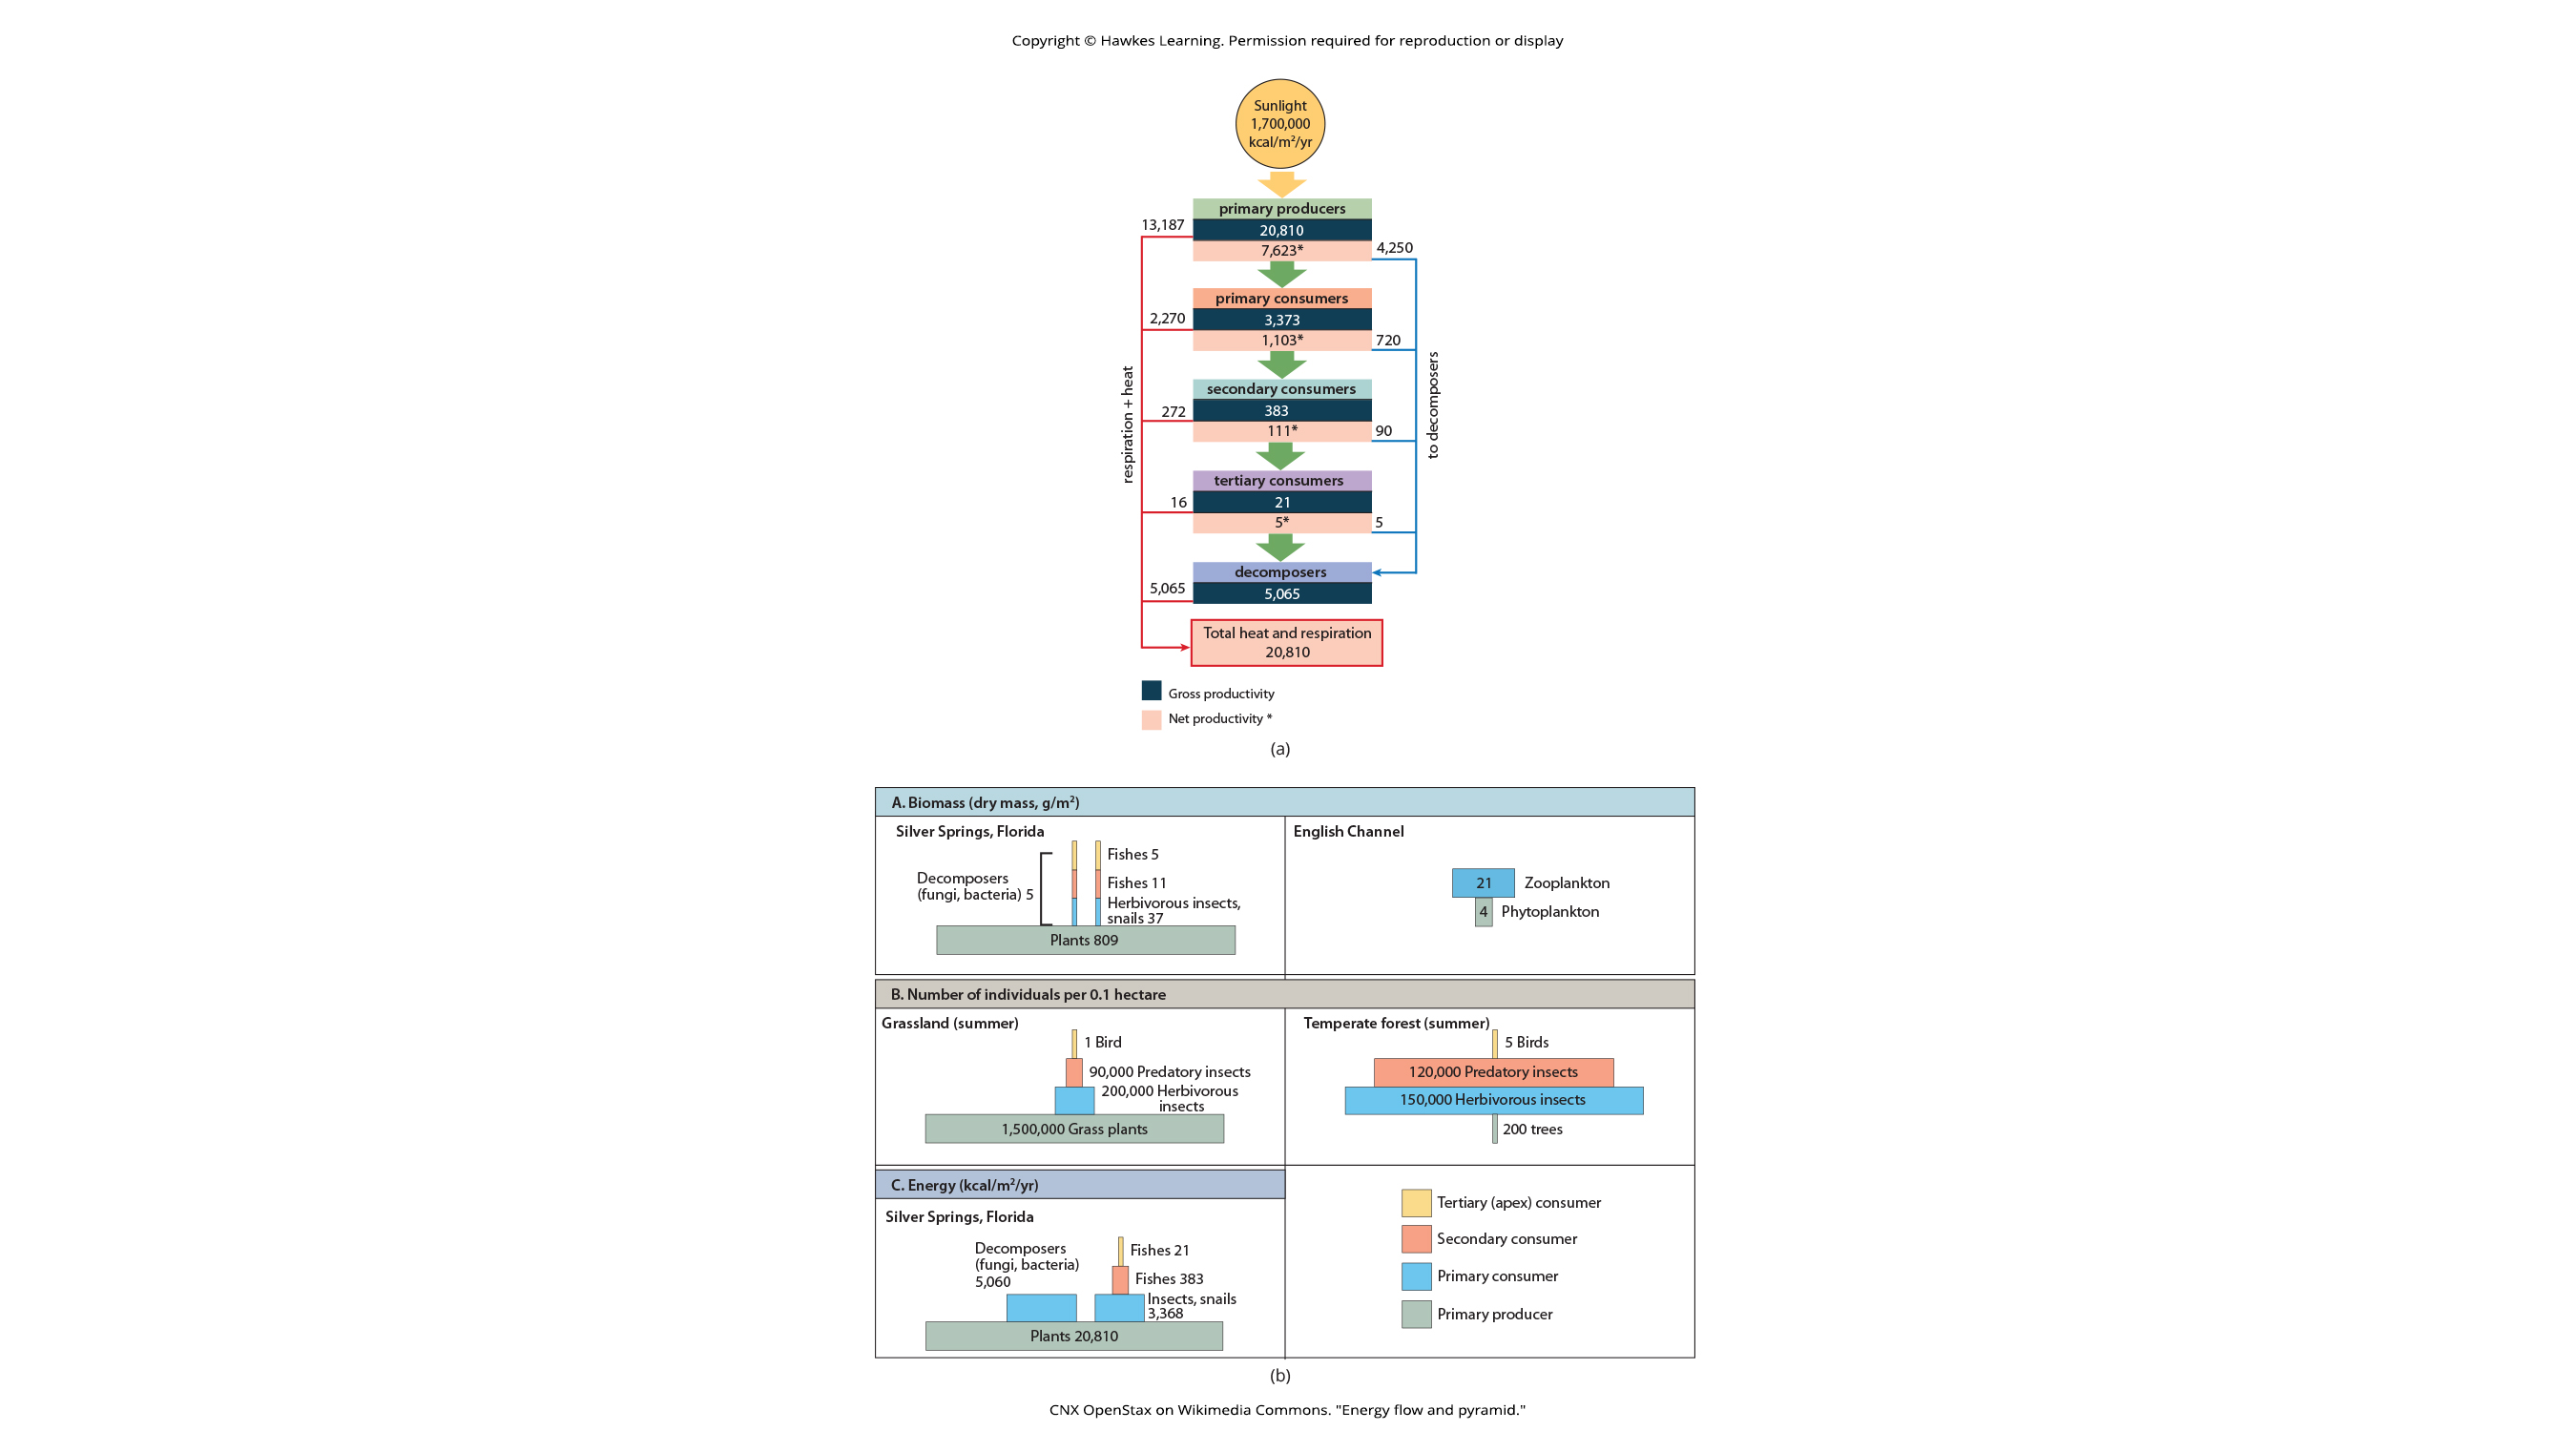 Copyright © Hawkes Learning. Permission required for reproduction or display
Sunlight
1,700,000
kcal/m²/yr
primary producers
13,187
20,810
7,623*
4,250
primary consumers
2,270
3,373
1,103*
720
secondary consumers
272
383
111*
90
tertiary consumers
16
21
5*
5
respiration + heat
to decomposers
decomposers
5,065
5,065
Total heat and respiration
20,810
Gross productivity
Net productivity *
(a)
A. Biomass (dry mass, g/m²)
Silver Springs, Florida
Decomposers
(fungi, bacteria) 5
Fishes 5
Fishes 11
Herbivorous insects,
snails 37
Plants 809
English Channel
21 Zooplankton
4 Phytoplankton
B. Number of individuals per 0.1 hectare
Grassland (summer)
1 Bird
90,000 Predatory insects
200,000 Herbivorous
insects
1,500,000 Grass plants
Temperate forest (summer)
5 Birds
120,000 Predatory insects
150,000 Herbivorous insects
200 trees
C. Energy (kcal/m²/yr)
Silver Springs, Florida
Decomposers
(fungi, bacteria)
5,060
Fishes 21
Fishes 383
Insects, snails
3,368
Plants 20,810
Tertiary (apex) consumer
Secondary consumer
Primary consumer
Primary producer
(b)
CNX OpenStax on Wikimedia Commons. "Energy flow and pyramid."